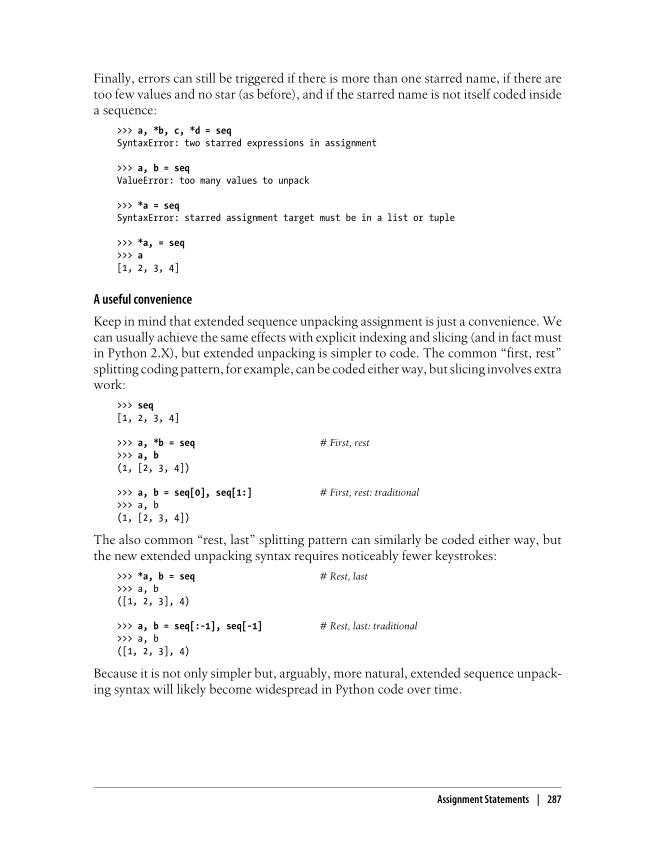 Finally, errors can still be triggered if there is more than one starred name, if there are
too few values and no star (as before), and if the starred name is not itself coded inside
a sequence:
>>> a, *b, c, *d = seq
SyntaxError: two starred expressions in assignment
>>> a, b = seq
ValueError: too many values to unpack
>>> *a = seq
SyntaxError: starred assignment target must be in a list or tuple
>>> *a, = seq
>>> a
[1, 2, 3, 4]
A useful convenience
Keep in mind that extended sequence unpacking assignment is just a convenience. We
can usually achieve the same effects with explicit indexing and slicing (and in fact must
in Python 2.X), but extended unpacking is simpler to code. The common “first, rest”
splitting coding pattern, for example, can be coded either way, but slicing involves extra
work:
>>> seq
[1, 2, 3, 4]
>>> a, *b = seq # First, rest
>>> a, b
(1, [2, 3, 4])
>>> a, b = seq[0], seq[1:] # First, rest: traditional
>>> a, b
(1, [2, 3, 4])
The also common “rest, last” splitting pattern can similarly be coded either way, but
the new extended unpacking syntax requires noticeably fewer keystrokes:
>>> *a, b = seq # Rest, last
>>> a, b
([1, 2, 3], 4)
>>> a, b = seq[:-1], seq[-1] # Rest, last: traditional
>>> a, b
([1, 2, 3], 4)
Because it is not only simpler but, arguably, more natural, extended sequence unpack-
ing syntax will likely become widespread in Python code over time.
Assignment Statements | 287